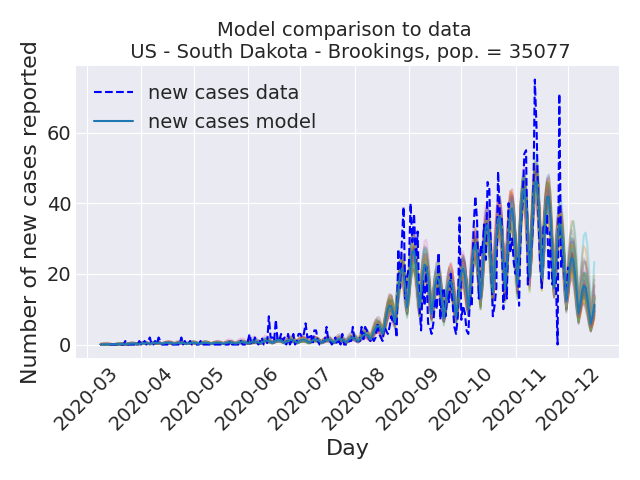 Model comparison to data
US - South Dakota - Brookings, pop. = 35077
Number of new cases reported
new cases data
new cases model
60
40
20
0
2020-03
2020-04
2020-05
2020-06
2020-07
2020-08
2020-09
2020-10
2020-11
2020-12
Day